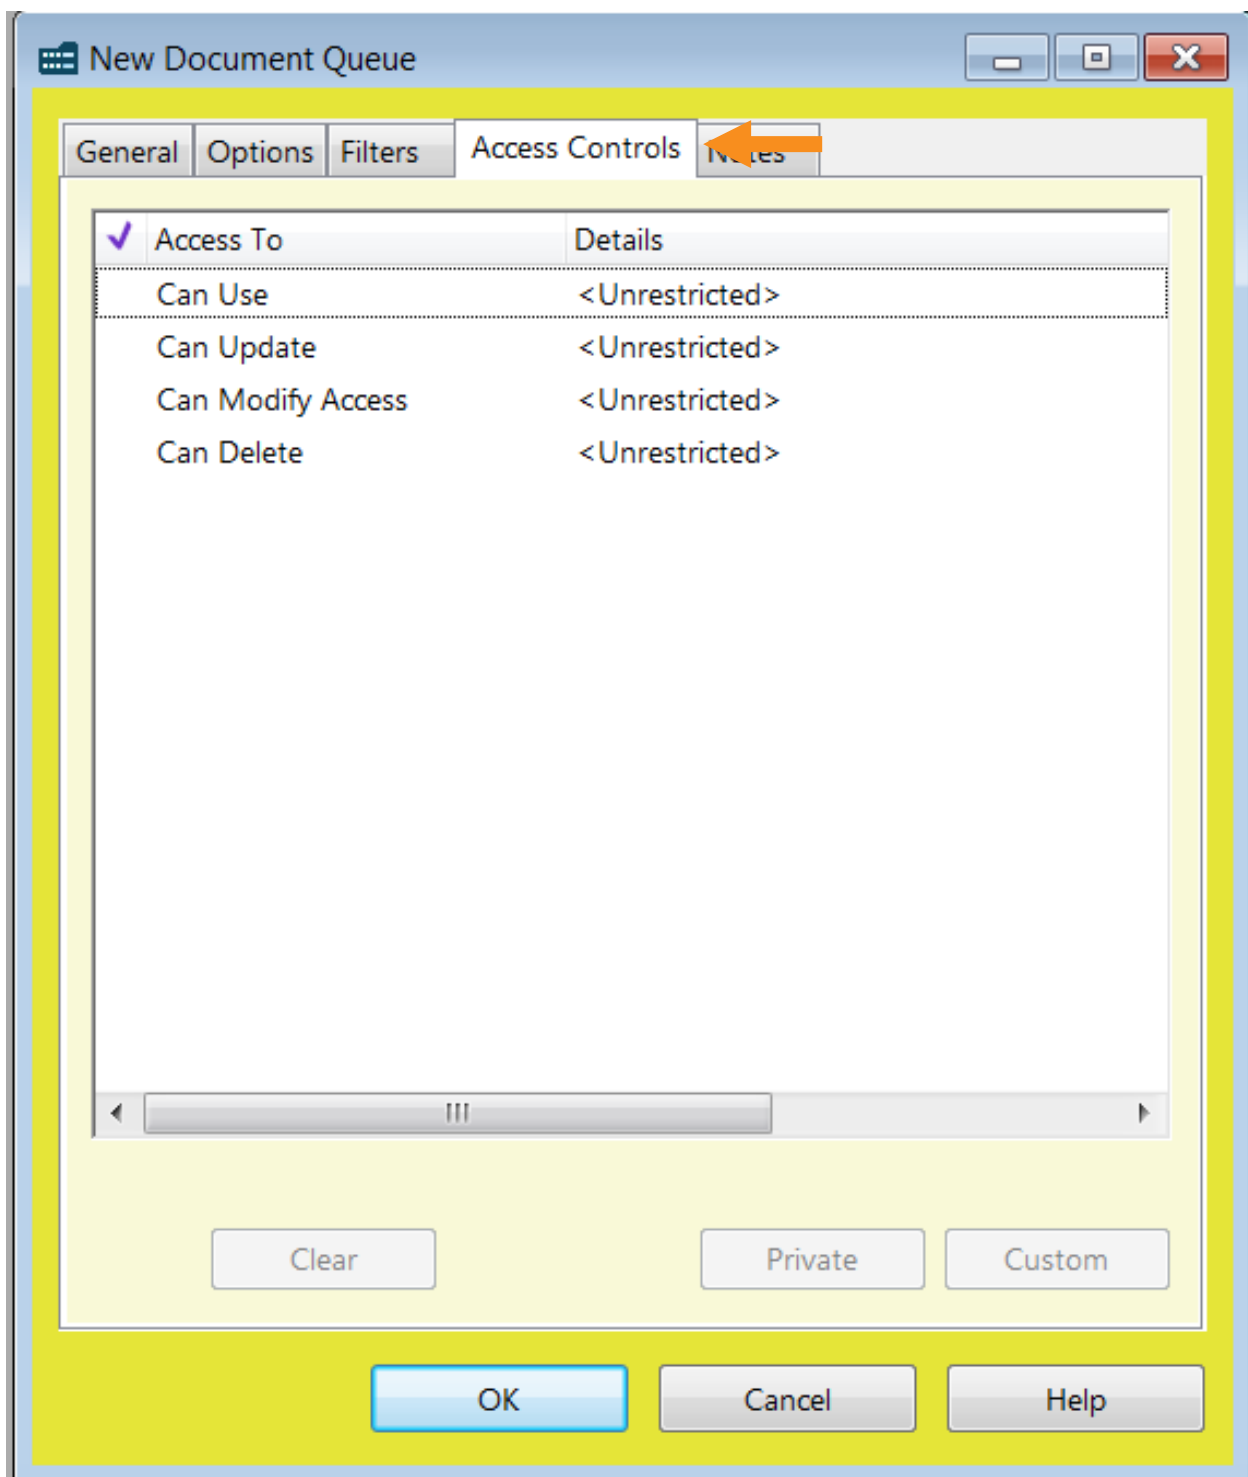 New Document Queue
General Options Filters Access Controls Notes
Access To Details
Can Use <Unrestricted>
Can Update <Unrestricted>
Can Modify Access <Unrestricted>
Can Delete <Unrestricted>
Clear Private Custom
OK Cancel Help